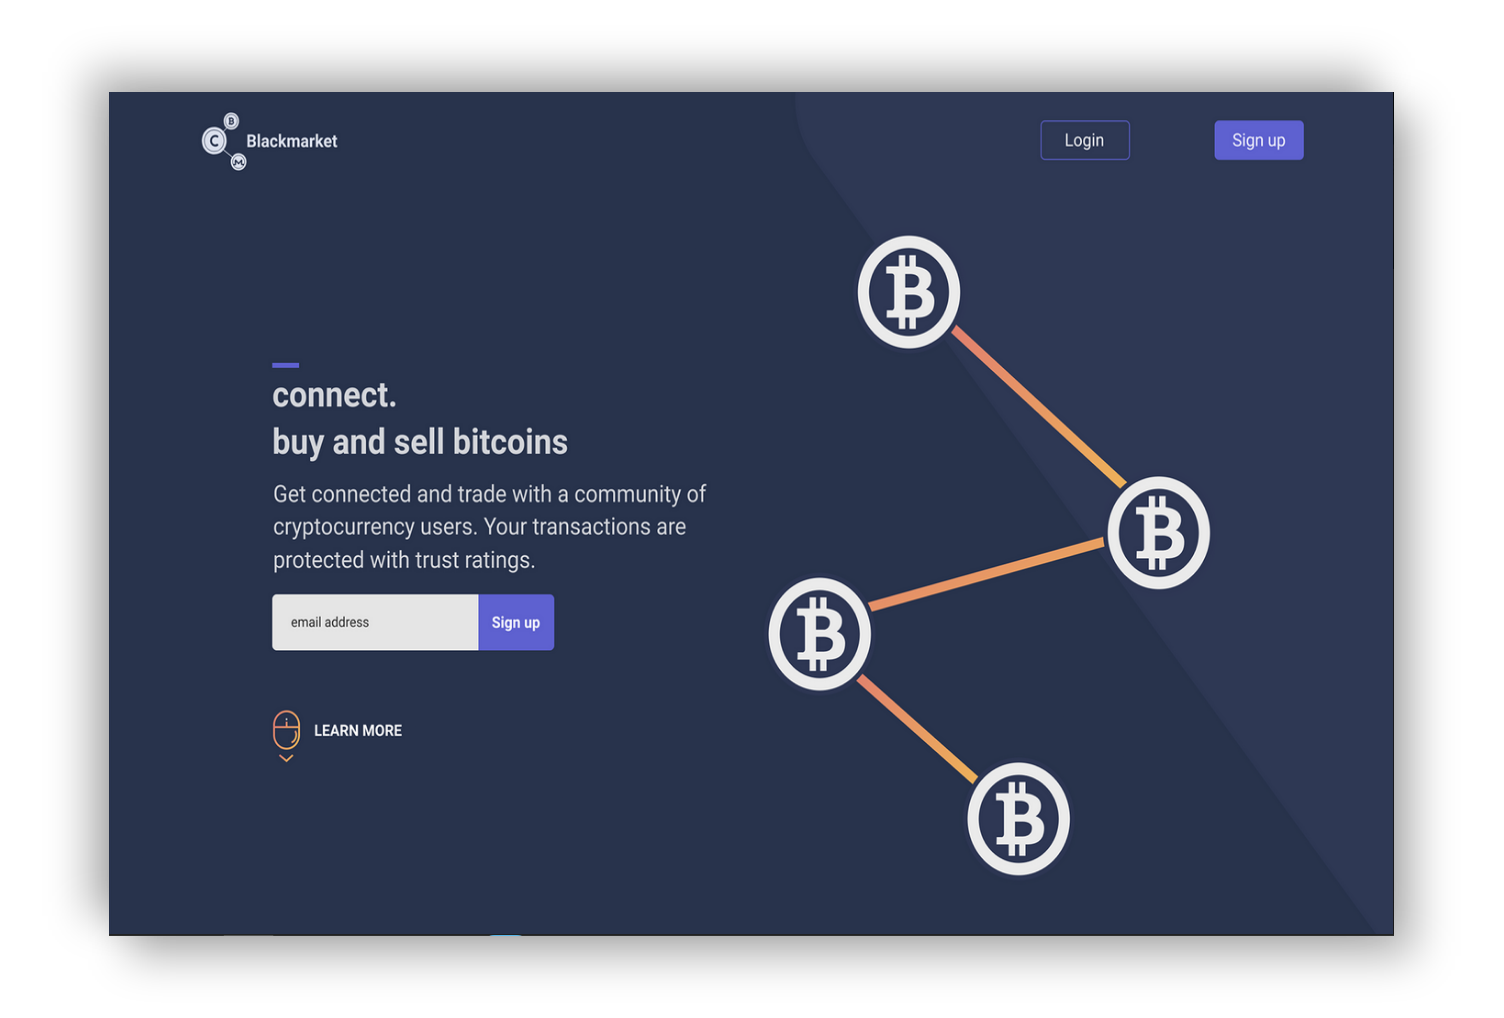 B
C
M
Blackmarket
Login
Sign up
connect.
buy and sell bitcoins
Get connected and trade with a community of
cryptocurrency users. Your transactions are
protected with trust ratings.
email address
Sign up
LEARN MORE